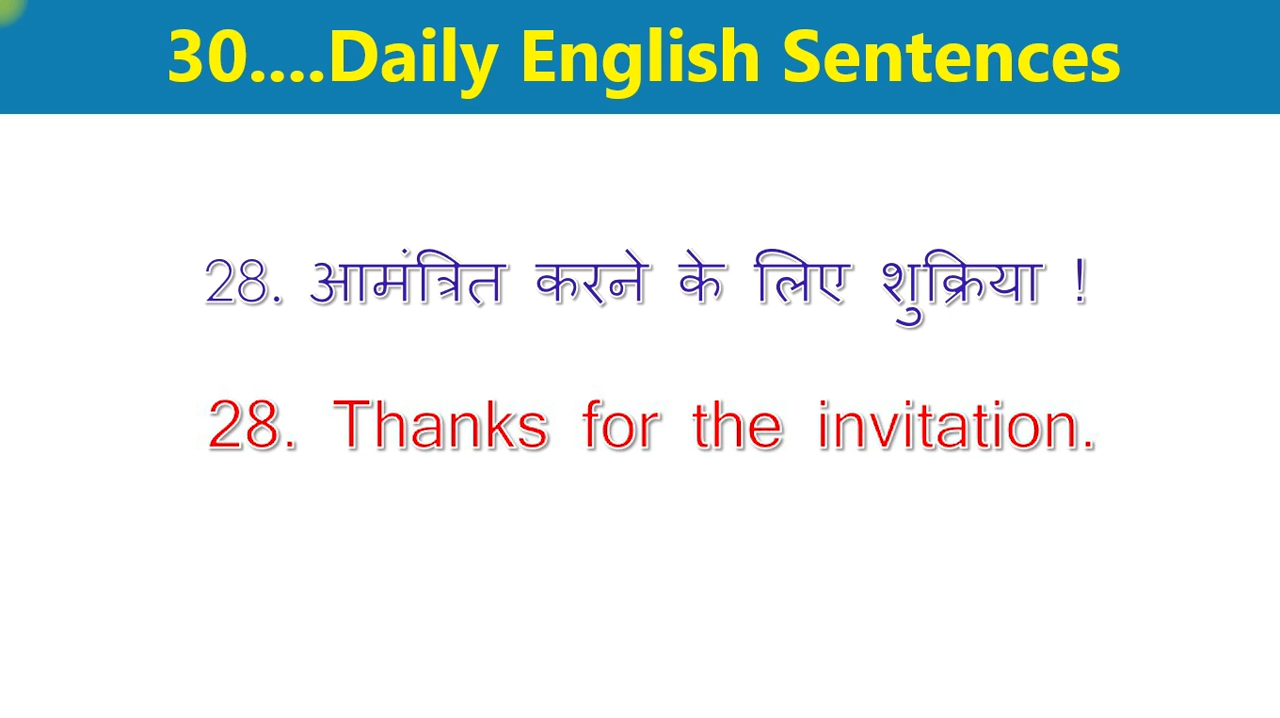 30....Daily English Sentences
28. आमंत्रित करने के लिए शुक्रिया !
28. Thanks for the invitation.